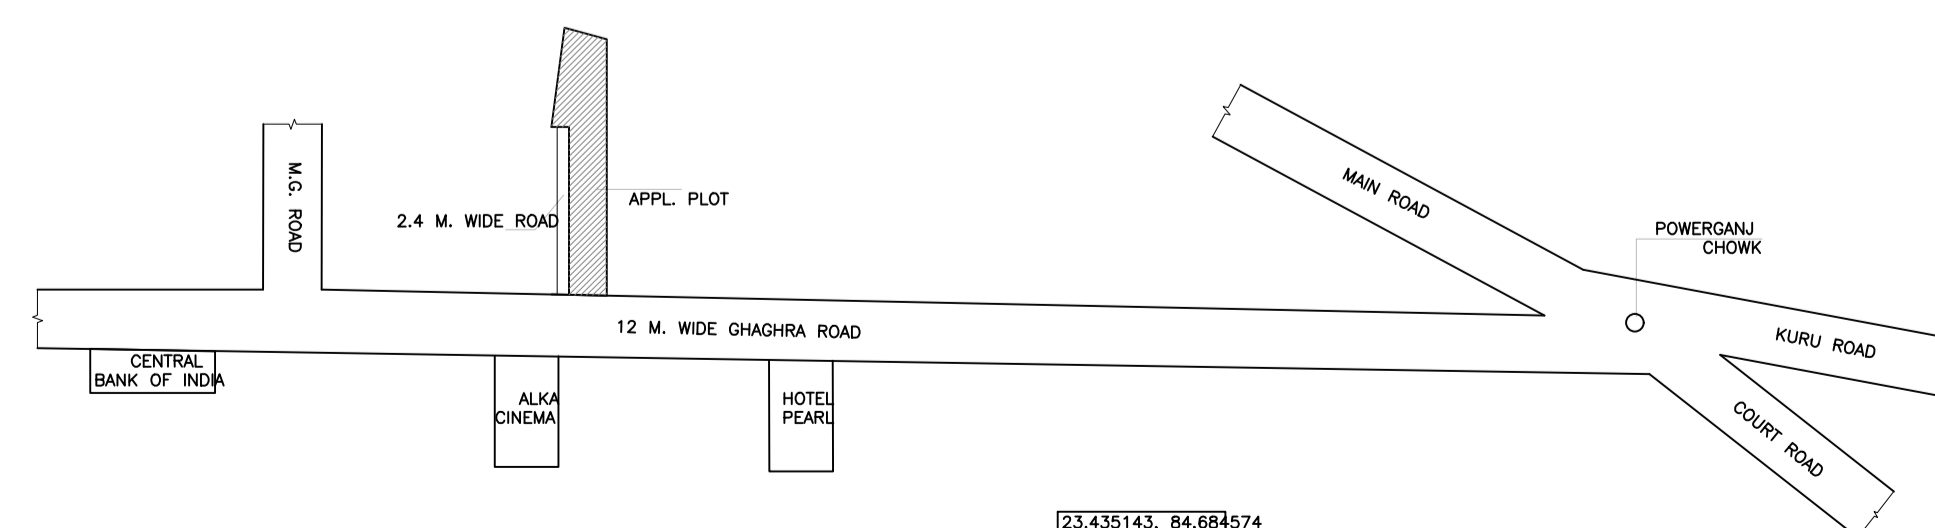 M.G. ROAD
2.4 M. WIDE ROAD
APPL. PLOT
MAIN ROAD
POWERGANJ
CHOWK
12 M. WIDE GHAGHRA ROAD
KURU ROAD
CENTRAL
BANK OF INDIA
ALKA
CINEMA
HOTEL
PEARL
COURT ROAD
23.435143, 84.684574